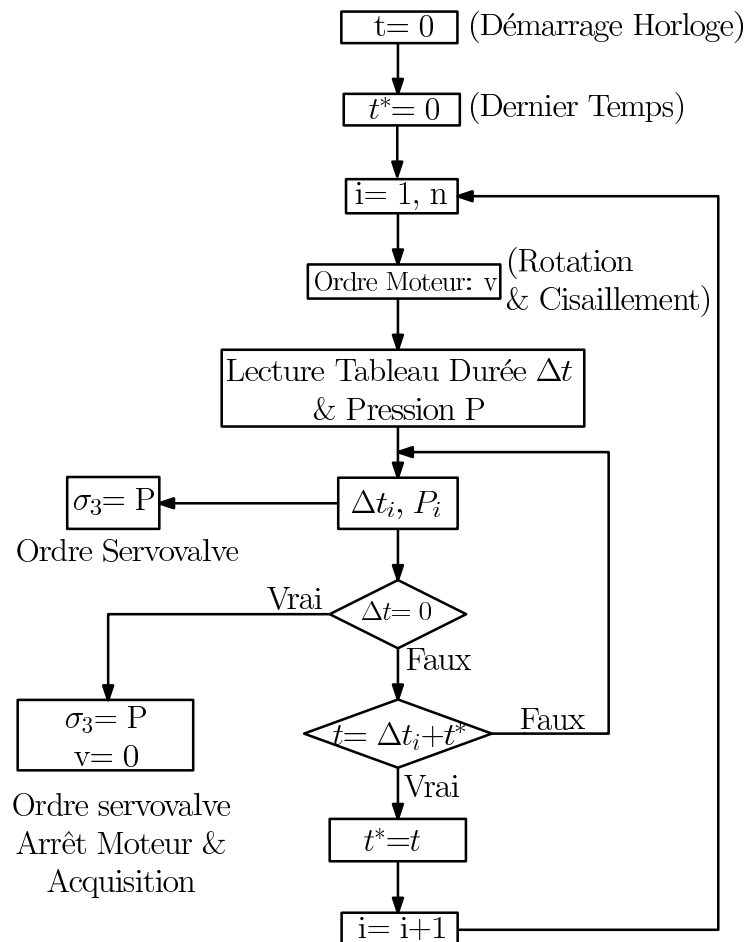 t= 0 (Démarrage Horloge)
t*= 0 (Dernier Temps)
i= 1, n
Ordre Moteur: v
(Rotation
& Cisaillement)
Lecture Tableau Durée Δt
& Pression P
Δtᵢ, Pᵢ
σ₃= P
Ordre Servovalve
Δt= 0
Vrai
Faux
σ₃= P
v= 0
Ordre servovalve
Arrêt Moteur &
Acquisition
t= Δtᵢ+t*
Faux
Vrai
t*=t
i= i+1